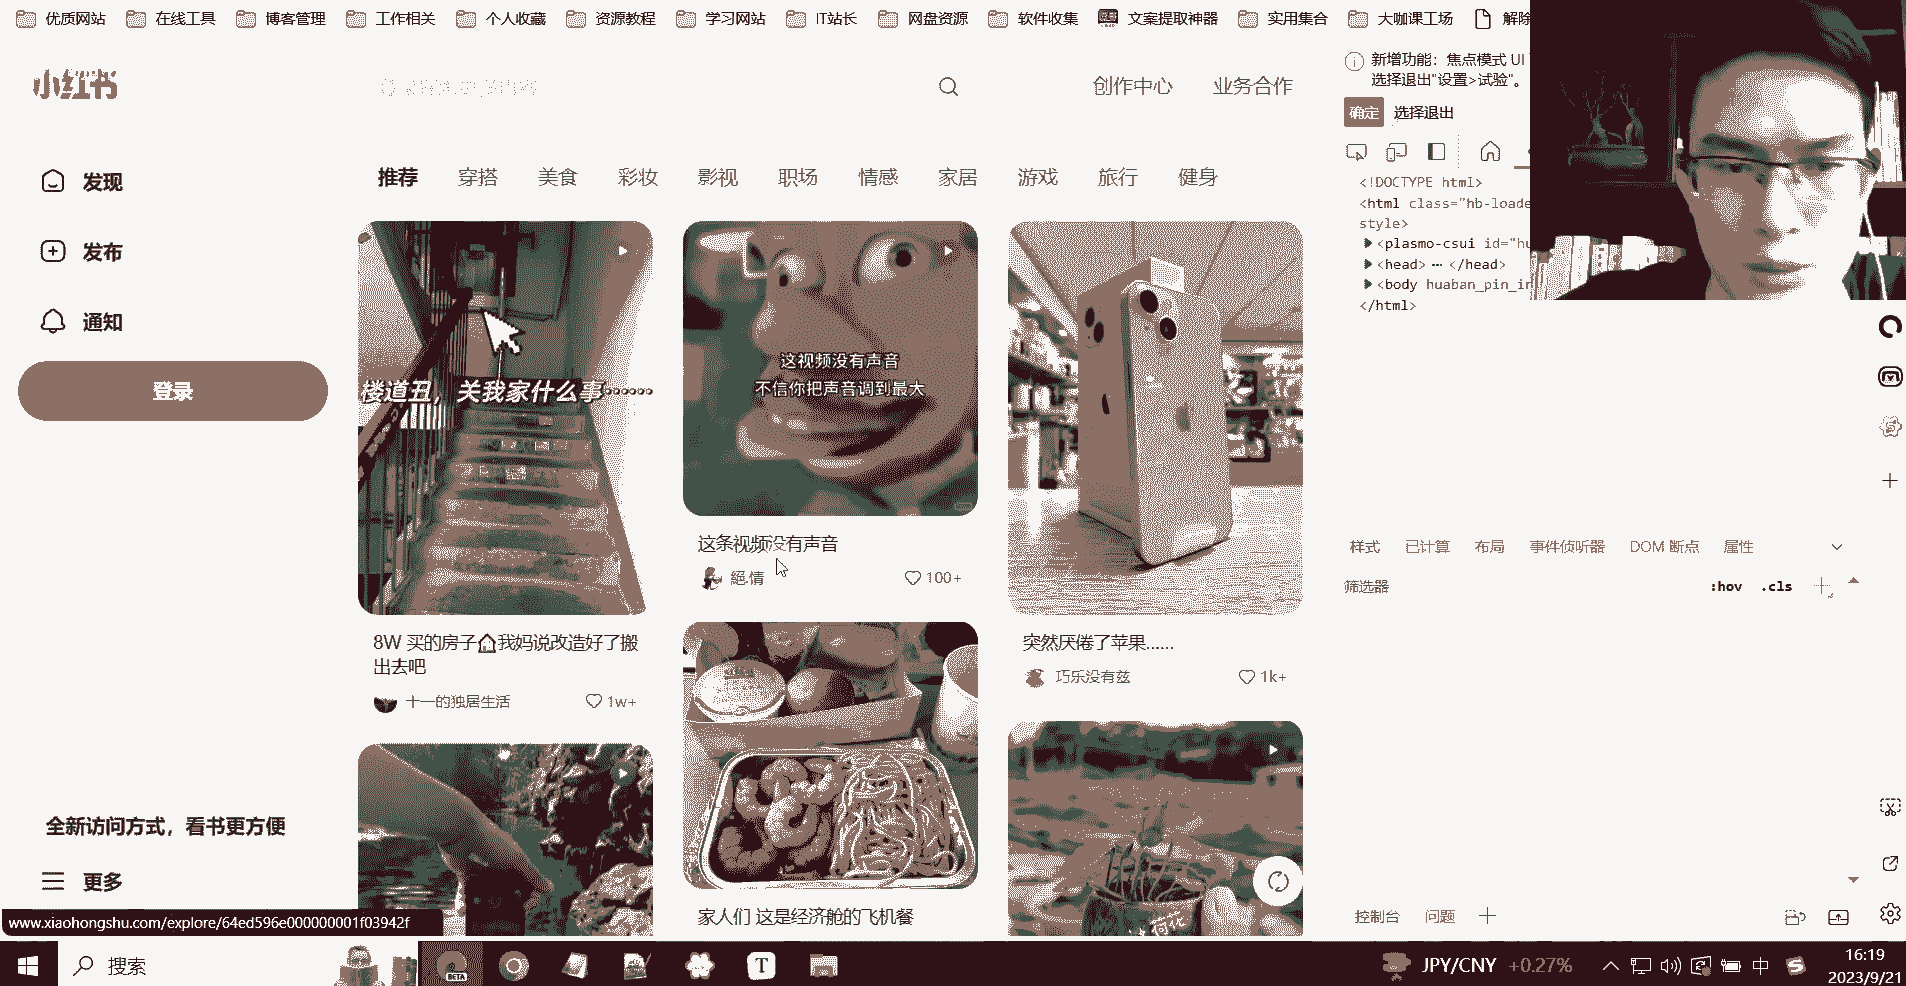 优质网站 在线工具 博客管理 工作相关 个人收藏 资源教程 学习网站 IT站长 网盘资源 软件收集 文案提取神器 实用集合 大咖课工场 解除
小红书
创作中心 业务合作
新增功能：焦点模式 UI
选择退出"设置>试验"。
确定 选择退出
发现
发布
通知
登录
推荐 穿搭 美食 彩妆 影视 职场 情感 家居 游戏 旅行 健身
<!DOCTYPE html>
<html class="hb-loade
style>
<plasmo-csui id="hu
<head> ⋯ </head>
<body huaban_pin_in
</html>
楼道丑，关我家什么事⋯⋯
8W 买的房子🏠我妈说改造好了搬
出去吧
十一的独居生活 1w+
这视频没有声音
不信你把声音调到最大
这条视频没有声音
絕.情 100+
家人们 这是经济舱的飞机餐
突然厌倦了苹果......
巧乐没有兹 1k+
荷花
样式 已计算 布局 事件侦听器 DOM 断点 属性
筛选器 :hov .cls
控制台 问题
全新访问方式，看书更方便
更多
www.xiaohongshu.com/explore/64ed596e000000001f03942f
搜索
BETA
T
JPY/CNY +0.27%
中
16:19
2023/9/21